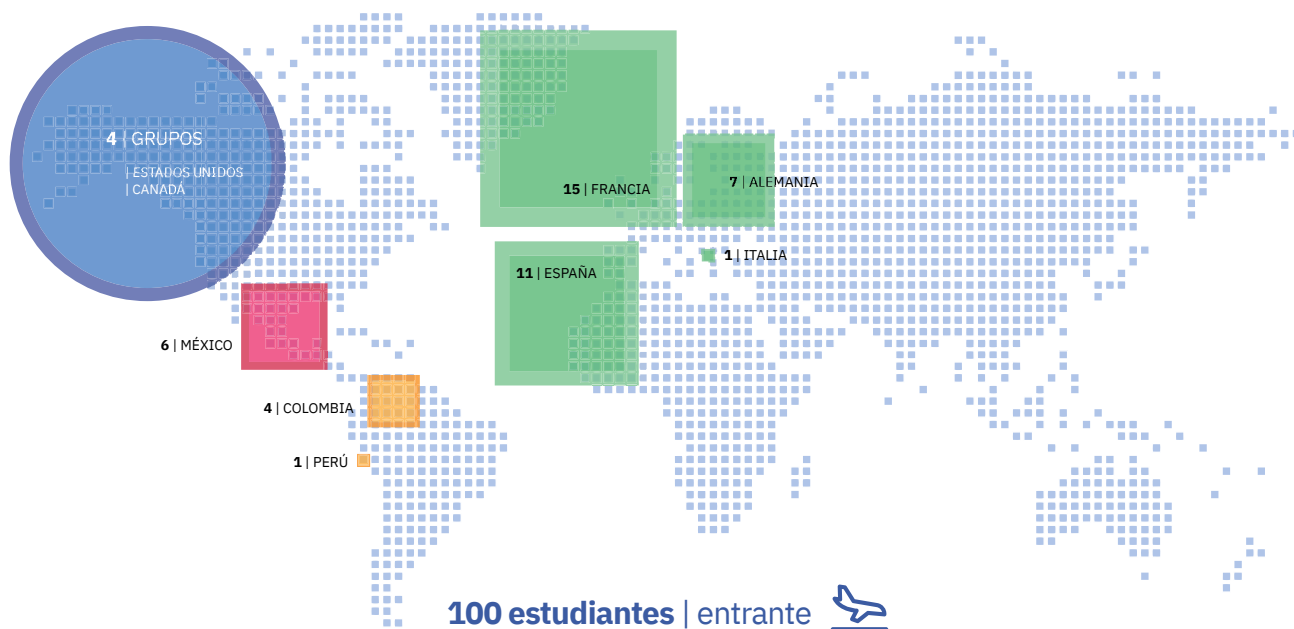 4 | GRUPOS
| ESTADOS UNIDOS
| CANADÁ
15 | FRANCIA
7 | ALEMANIA
1 | ITALIA
11 | ESPAÑA
6 | MÉXICO
4 | COLOMBIA
1 | PERÚ
100 estudiantes | entrante